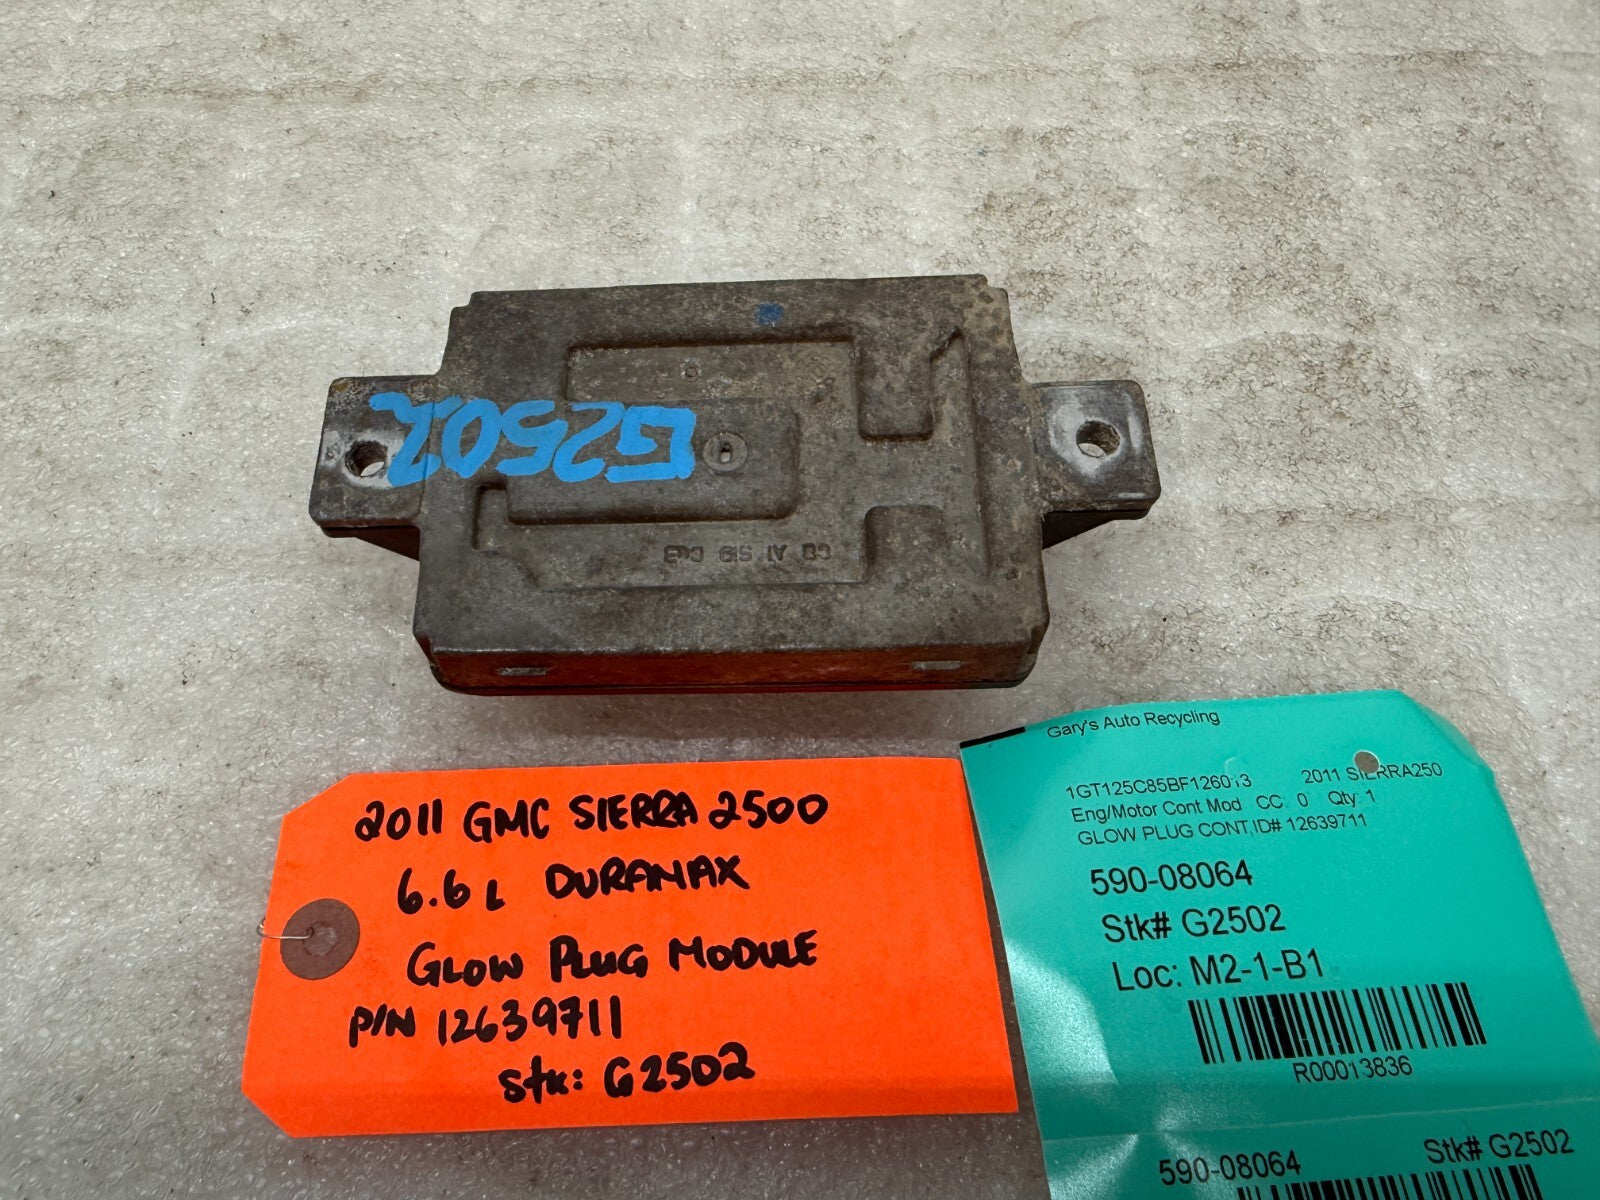 G2502
2011 GMC SIERRA 2500
6.6L DURAMAX
GLOW PLUG MODULE
P/N 12639711
Stk: G2502
Gary's Auto Recycling
2011 SIERRA250
Eng/Motor Cont Mod CC: 0 Qty: 1
GLOW PLUG CONT,ID# 12639711
590-08064
Stk# G2502
Loc: M2-1-B1
R00013836
590-08064 Stk# G2502